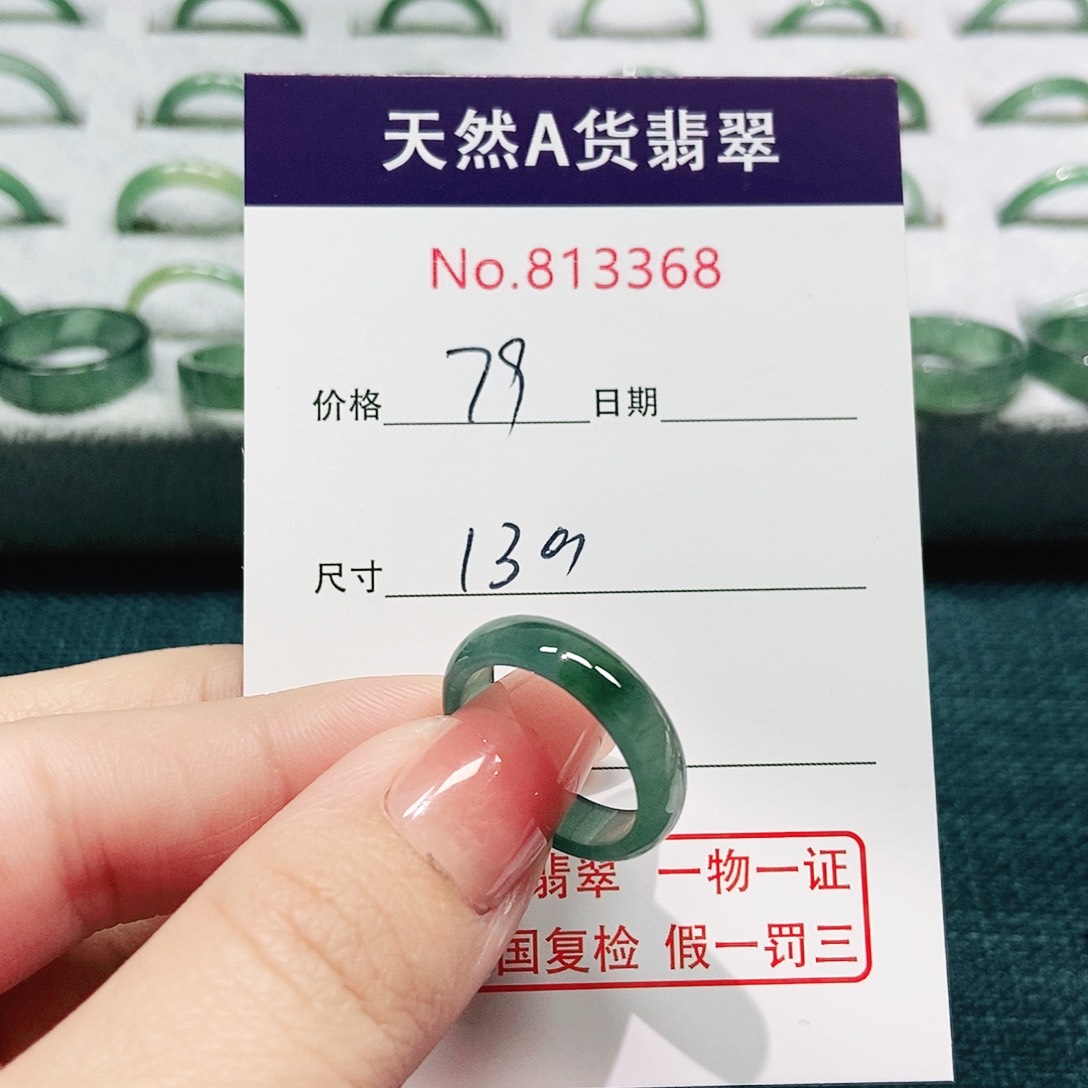 天然A货翡翠
No.813368
价格 79 日期
尺寸 13
翡翠 一物一证
国复检 假一罚三